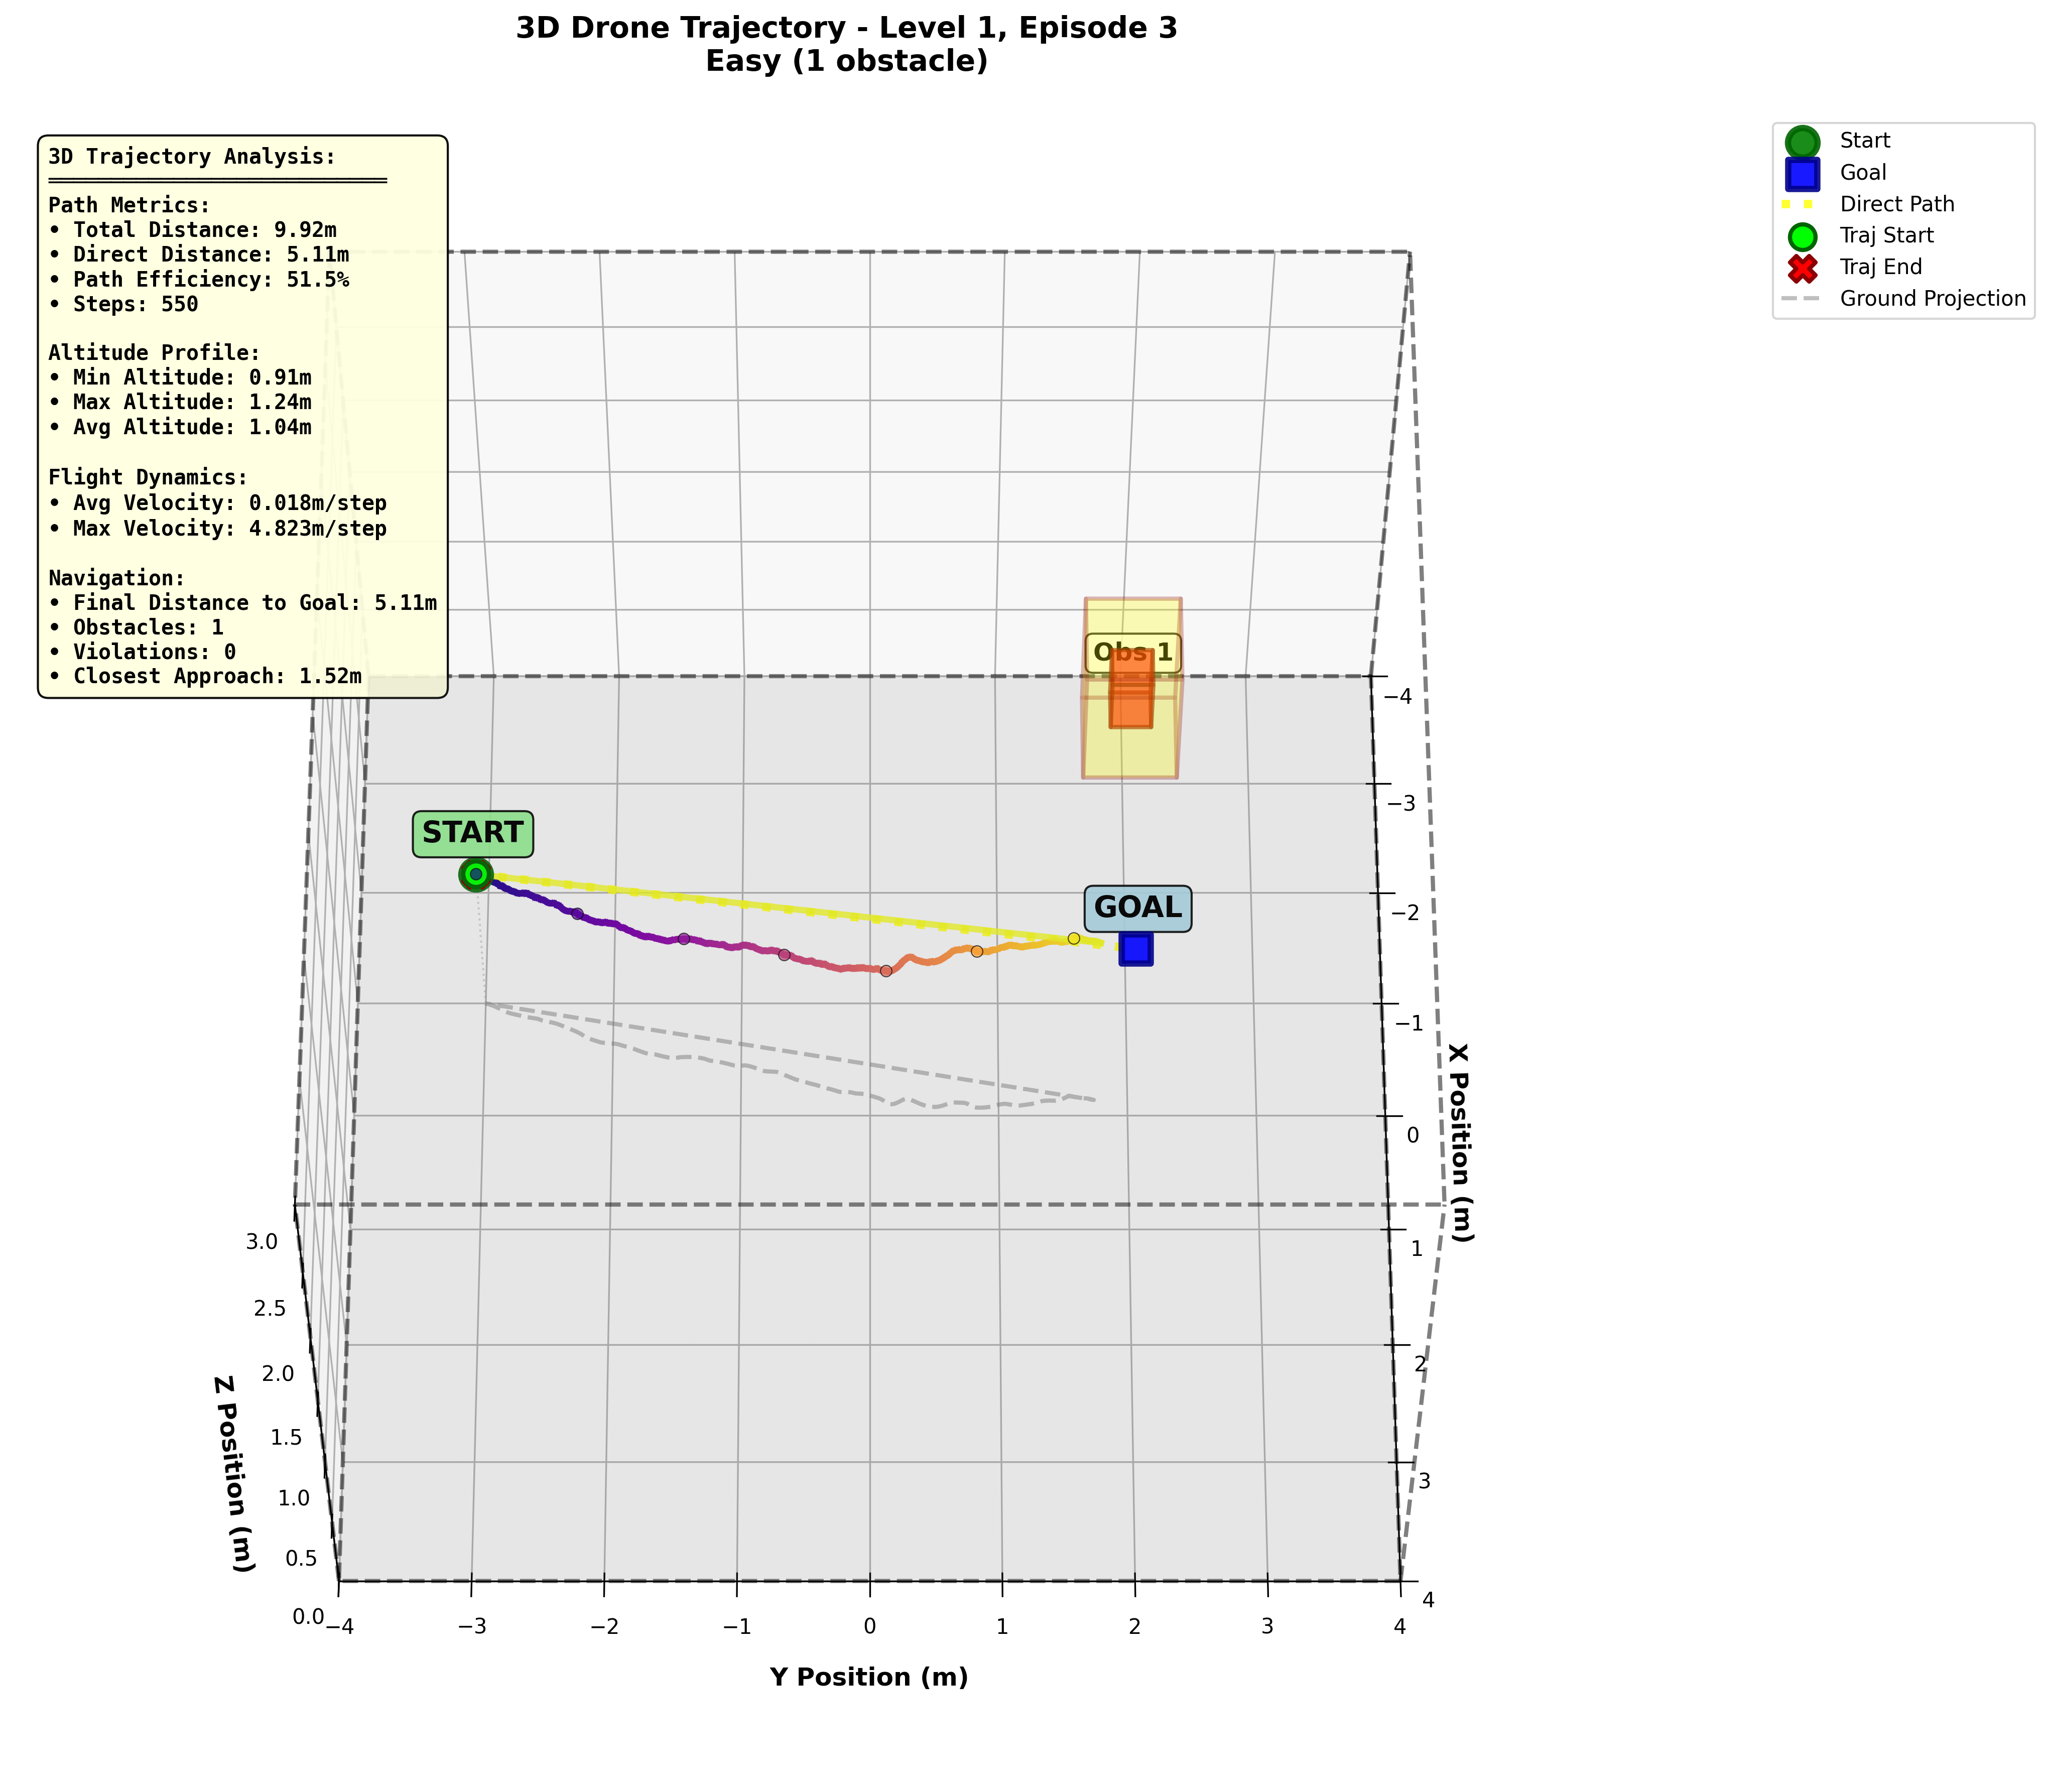 3D Drone Trajectory - Level 1, Episode 3
Easy (1 obstacle)
3D Trajectory Analysis:
Path Metrics:
• Total Distance: 9.92m
• Direct Distance: 5.11m
• Path Efficiency: 51.5%
• Steps: 550
Altitude Profile:
• Min Altitude: 0.91m
• Max Altitude: 1.24m
• Avg Altitude: 1.04m
Flight Dynamics:
• Avg Velocity: 0.018m/step
• Max Velocity: 4.823m/step
Navigation:
• Final Distance to Goal: 5.11m
• Obstacles: 1
• Violations: 0
• Closest Approach: 1.52m
Start
Goal
Direct Path
Traj Start
Traj End
Ground Projection
Obs 1
START
GOAL
−4
−3
−2
−1
0
1
2
3
4
X Position (m)
3.0
2.5
2.0
1.5
1.0
0.5
0.0
Z Position (m)
−4
−3
−2
−1
0
1
2
3
4
Y Position (m)